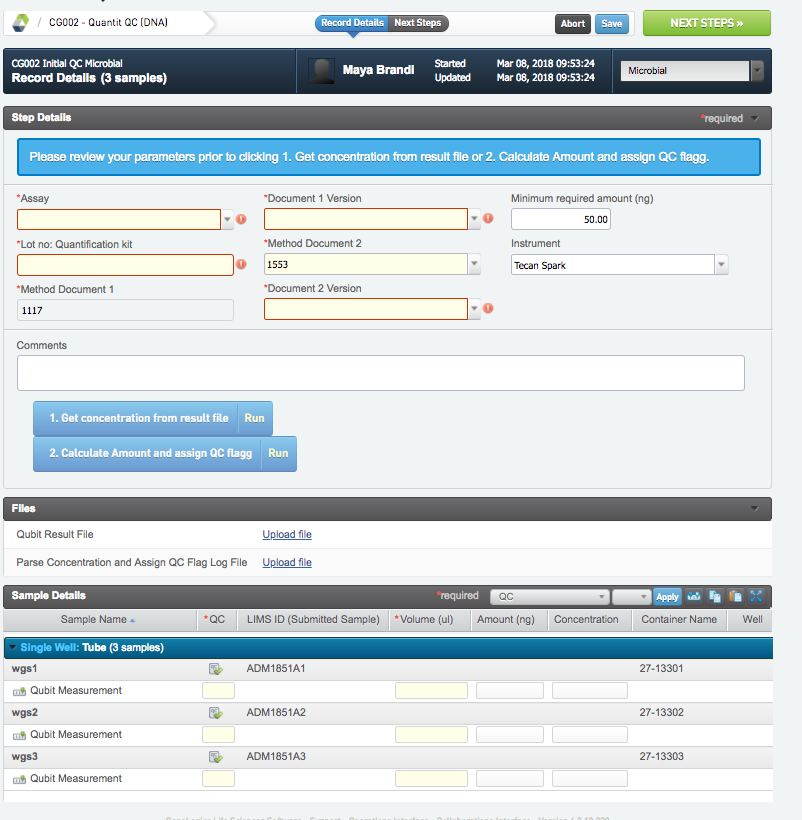 / CG002 - Quantit QC (DNA)
Record Details Next Steps
Abort Save NEXT STEPS »
CG002 Initial QC Microbial
Record Details (3 samples)
Maya Brandi
Started Mar 08, 2018 09:53:24
Updated Mar 08, 2018 09:53:24
Microbial
Step Details *required
Please review your parameters prior to clicking 1. Get concentration from result file or 2. Calculate Amount and assign QC flagg.
*Assay *Document 1 Version Minimum required amount (ng)
50.00
*Lot no: Quantification kit *Method Document 2 Instrument
1553 Tecan Spark
*Method Document 1 *Document 2 Version
1117
Comments
1. Get concentration from result file Run
2. Calculate Amount and assign QC flagg Run
Files
Qubit Result File Upload file
Parse Concentration and Assign QC Flag Log File Upload file
Sample Details *required QC Apply
Sample Name *QC LIMS ID (Submitted Sample) *Volume (ul) Amount (ng) Concentration Container Name Well
Single Well: Tube (3 samples)
wgs1 ADM1851A1 27-13301
Qubit Measurement
wgs2 ADM1851A2 27-13302
Qubit Measurement
wgs3 ADM1851A3 27-13303
Qubit Measurement